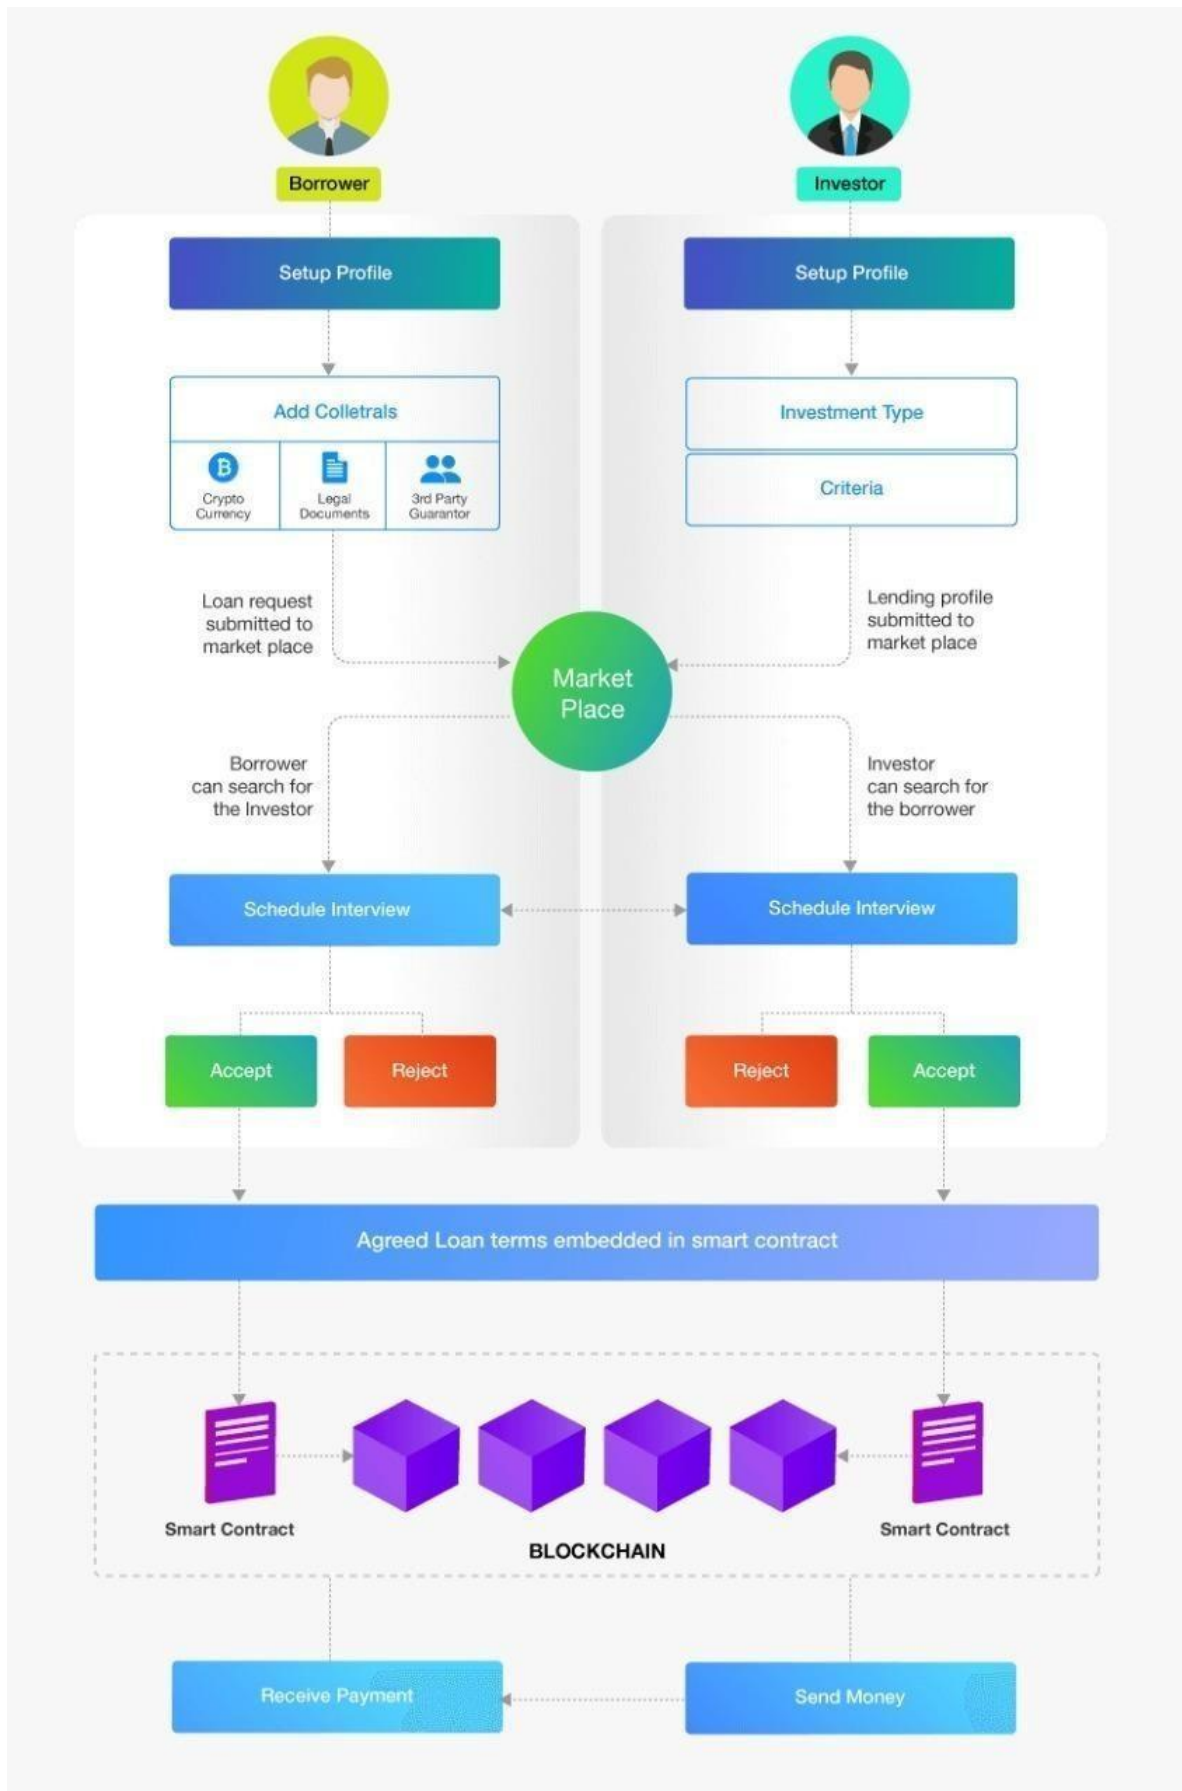 Borrower
Investor
Setup Profile
Setup Profile
Add Colletrals
Crypto
Currency
Legal
Documents
3rd Party
Guarantor
Investment Type
Criteria
Loan request
submitted to
market place
Lending profile
submitted to
market place
Market
Place
Borrower
can search for
the Investor
Investor
can search for
the borrower
Schedule Interview
Schedule Interview
Accept
Reject
Reject
Accept
Agreed Loan terms embedded in smart contract
Smart Contract
Smart Contract
BLOCKCHAIN
Receive Payment
Send Money